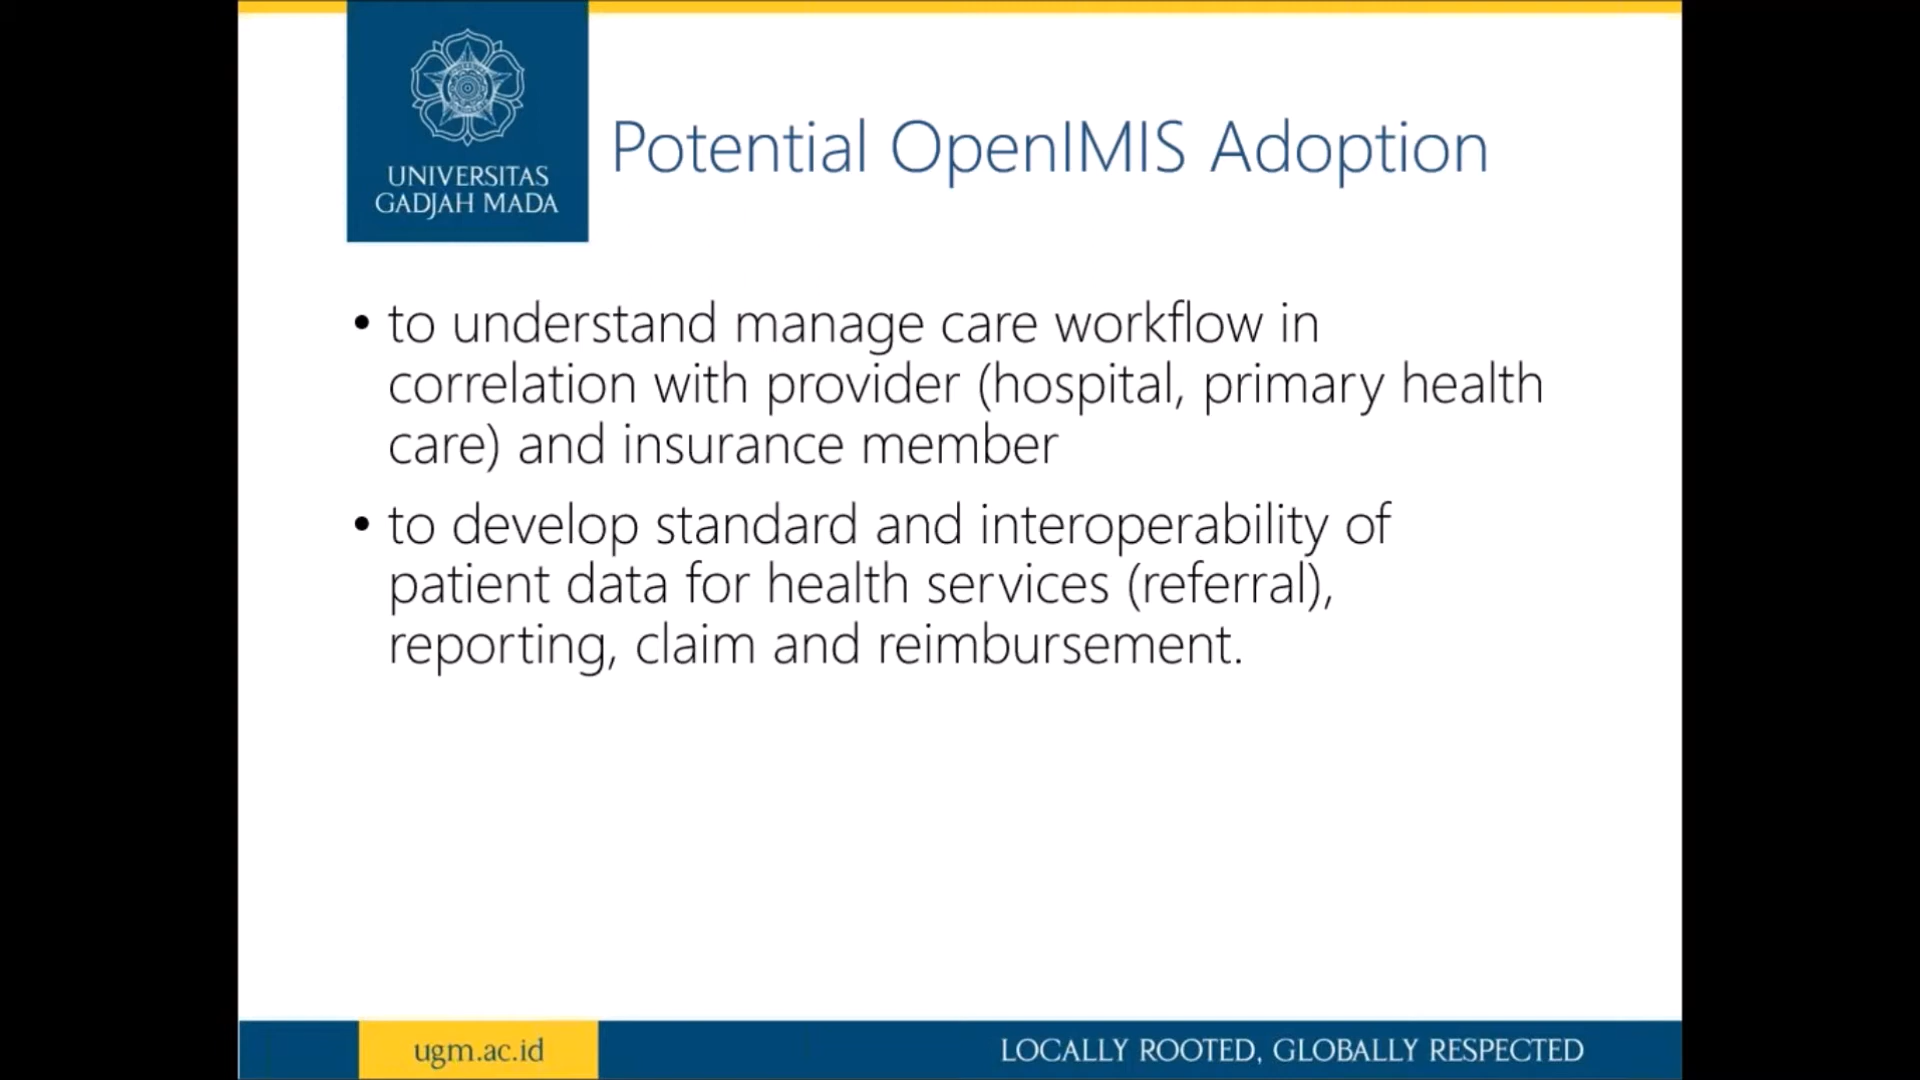 UNIVERSITAS
GADJAH MADA
Potential OpenIMIS Adoption
• to understand manage care workflow in
correlation with provider (hospital, primary health
care) and insurance member
• to develop standard and interoperability of
patient data for health services (referral),
reporting, claim and reimbursement.
ugm.ac.id
LOCALLY ROOTED, GLOBALLY RESPECTED